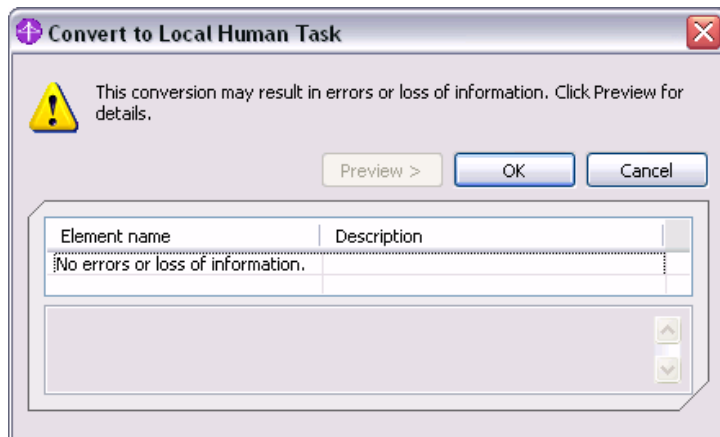 Convert to Local Human Task
This conversion may result in errors or loss of information. Click Preview for
details.
Preview >
OK
Cancel
Element name
Description
No errors or loss of information.